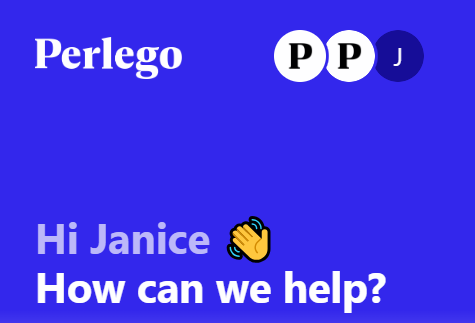 Perlego P P J
Hi Janice 👋
How can we help?